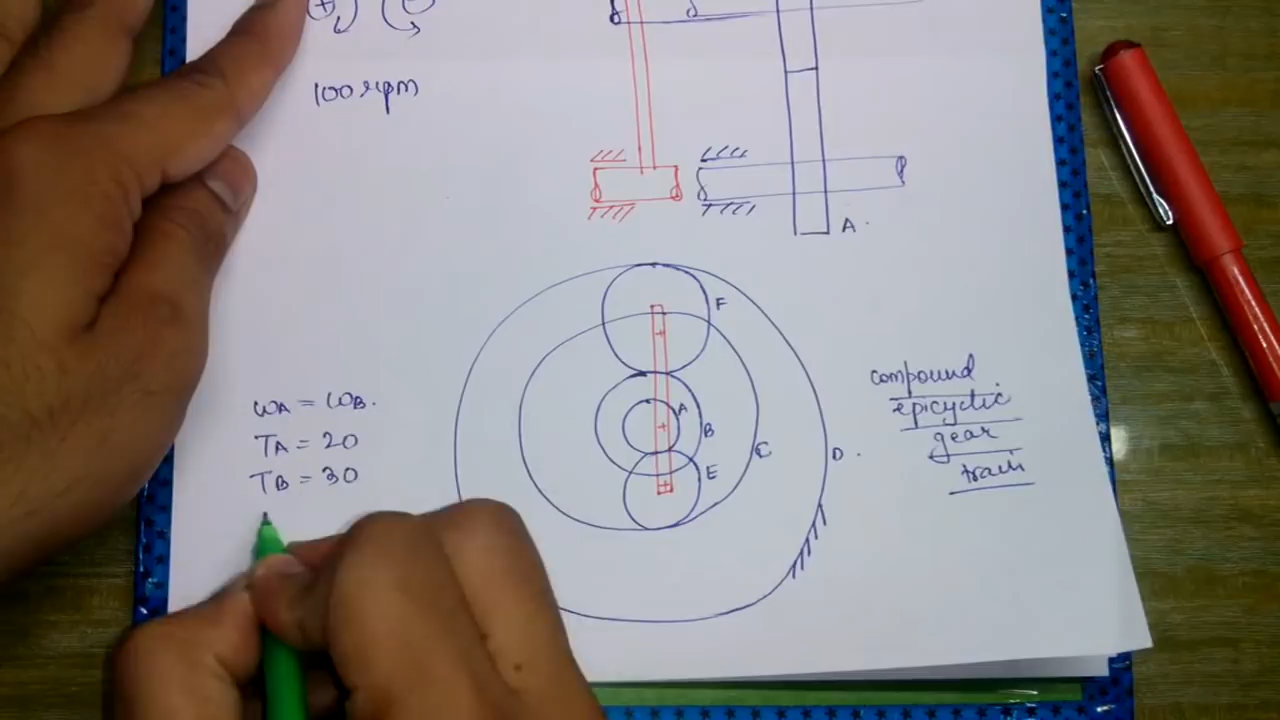 + -
100 rpm
A.
F
A
B
C
E
D.
ωA = ωB.
TA = 20
TB = 30
compound
epicyclic
gear
train